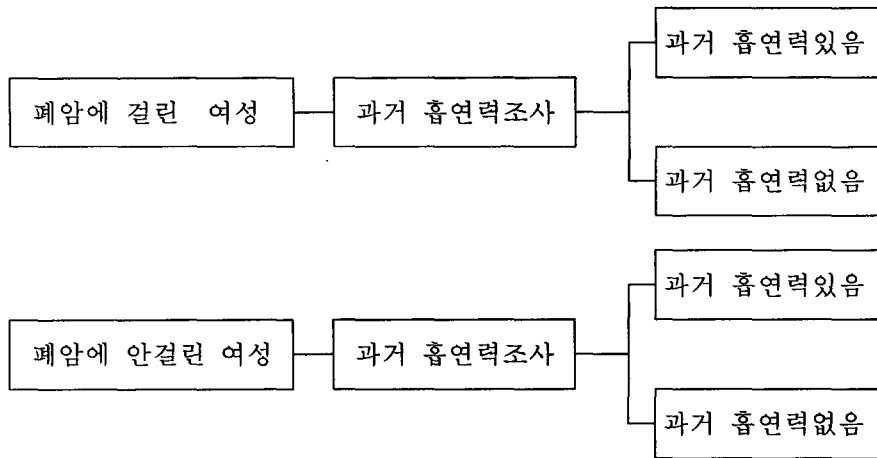 과거 흡연력있음
폐암에 걸린 여성
과거 흡연력조사
과거 흡연력없음
과거 흡연력있음
폐암에 안걸린 여성
과거 흡연력조사
과거 흡연력없음